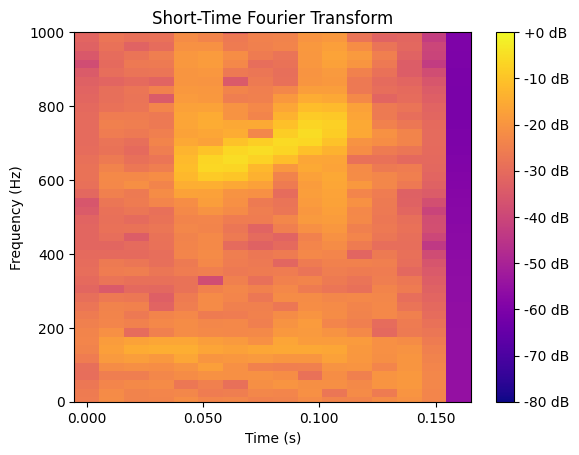 Short-Time Fourier Transform
Frequency (Hz)
1000
800
600
400
200
0
0.000 0.050 0.100 0.150
Time (s)
+0 dB
-10 dB
-20 dB
-30 dB
-40 dB
-50 dB
-60 dB
-70 dB
-80 dB